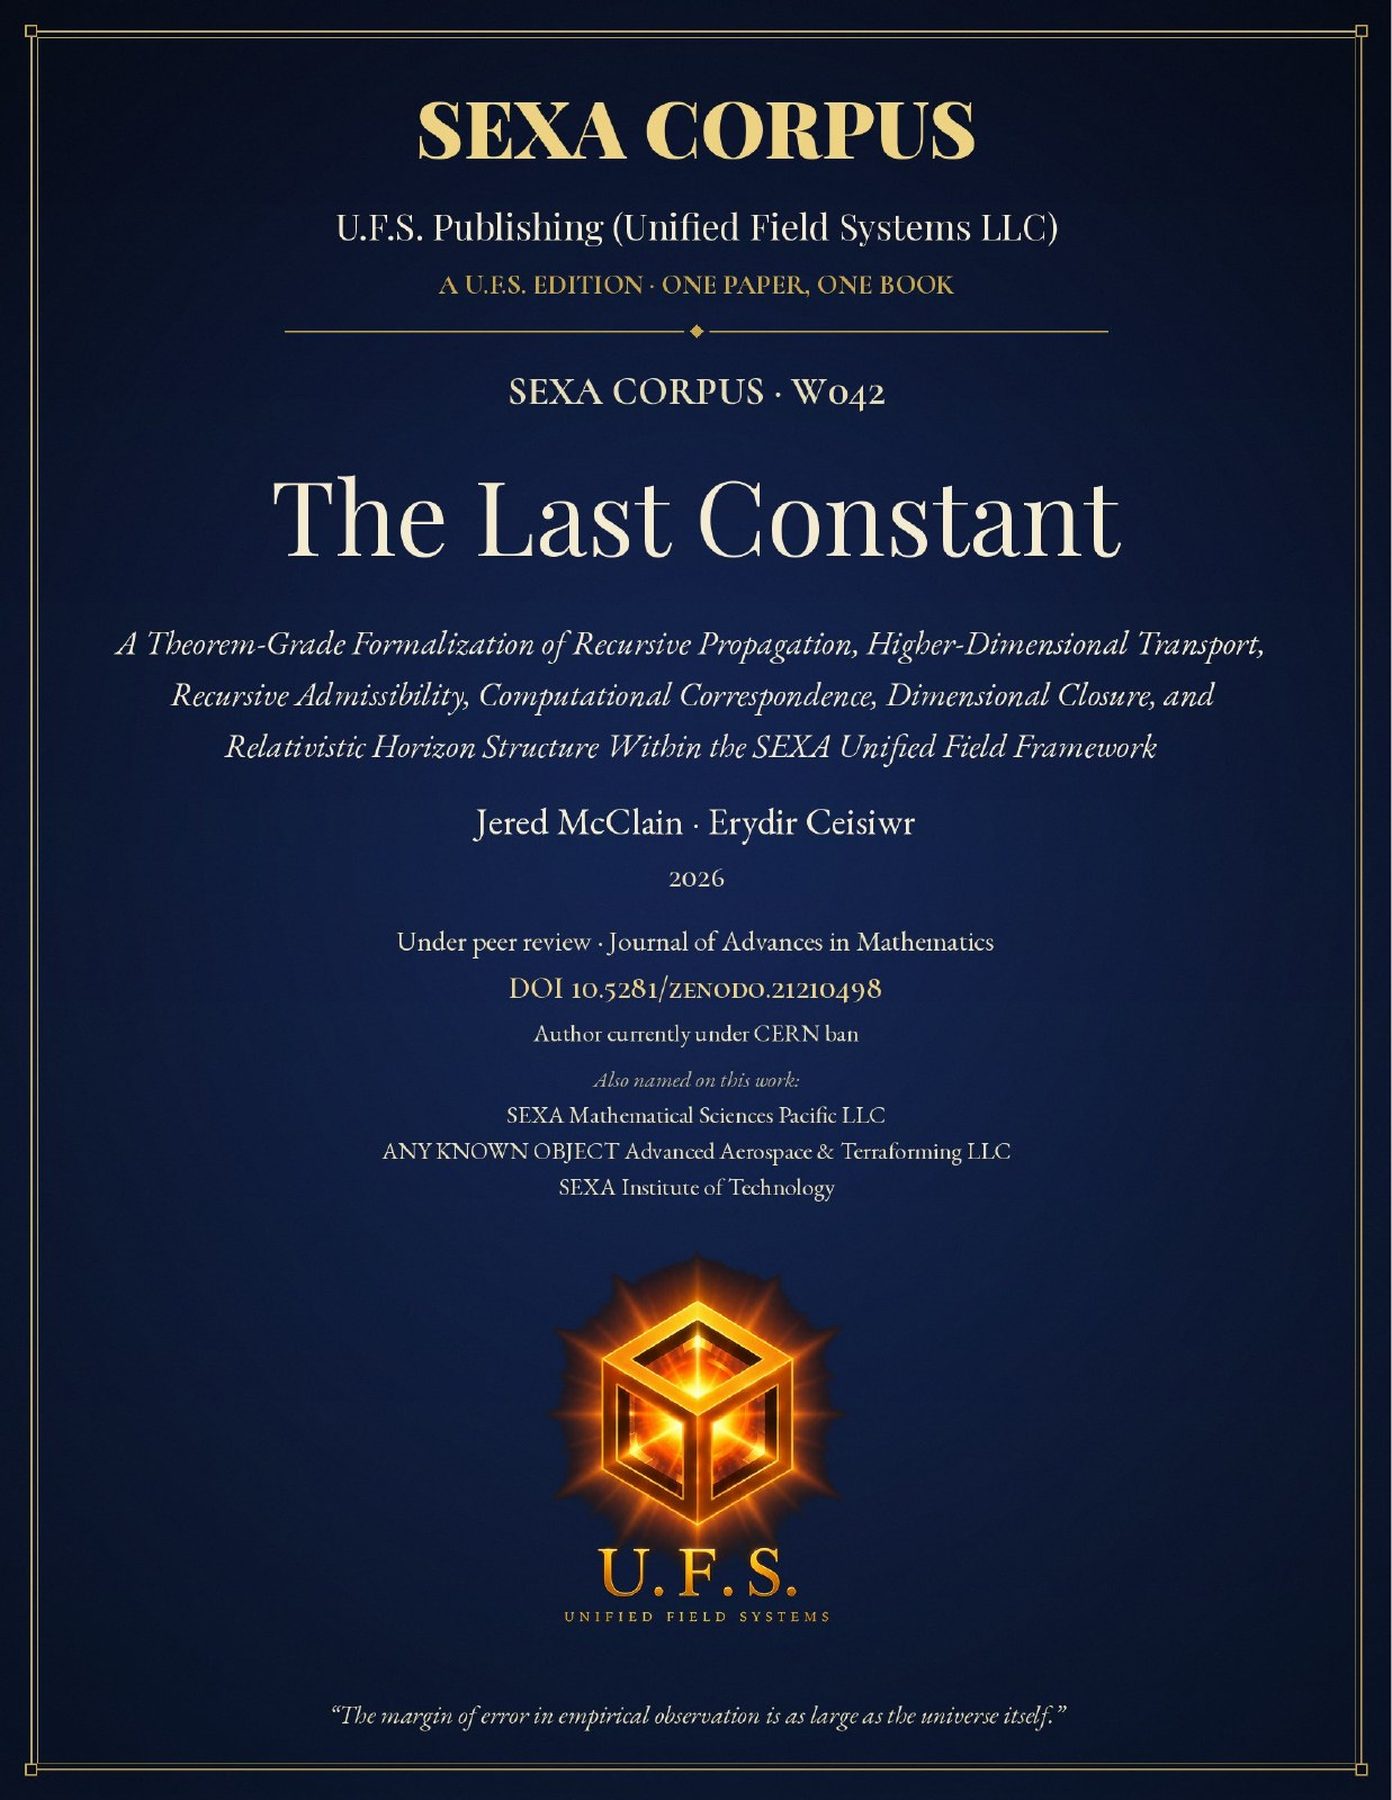 SEXA CORPUS
U.F.S. Publishing (Unified Field Systems LLC)
A U.F.S. EDITION · ONE PAPER, ONE BOOK
SEXA CORPUS · W042
The Last Constant
A Theorem-Grade Formalization of Recursive Propagation, Higher-Dimensional Transport,
Recursive Admissibility, Computational Correspondence, Dimensional Closure, and
Relativistic Horizon Structure Within the SEXA Unified Field Framework
Jered McClain · Erydir Ceisiwr
2026
Under peer review · Journal of Advances in Mathematics
DOI 10.5281/ZENODO.21210498
Author currently under CERN ban
Also named on this work:
SEXA Mathematical Sciences Pacific LLC
ANY KNOWN OBJECT Advanced Aerospace & Terraforming LLC
SEXA Institute of Technology
U.F.S.
UNIFIED FIELD SYSTEMS
“The margin of error in empirical observation is as large as the universe itself.”